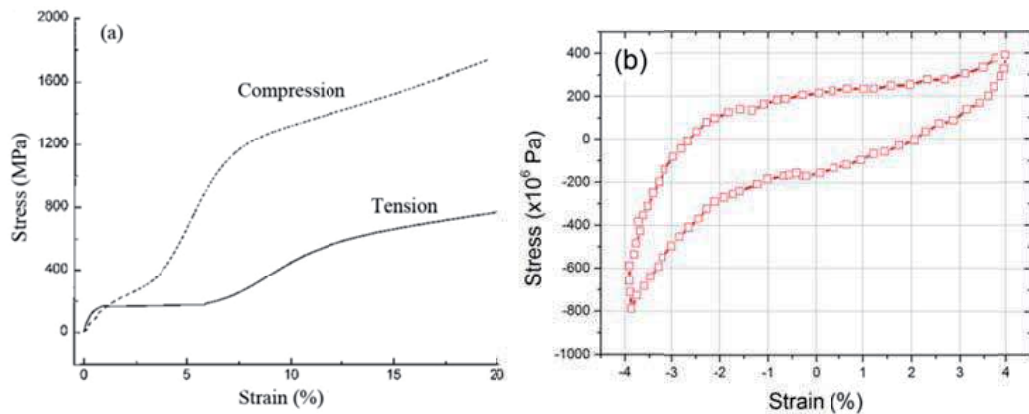 (a)
2000
1600
1200
800
400
0
Stress (MPa)
Compression
Tension
0 5 10 15 20
Strain (%)
(b)
400
200
0
-200
-400
-600
-800
-1000
Stress (x10⁶ Pa)
-4 -3 -2 -1 0 1 2 3 4
Strain (%)